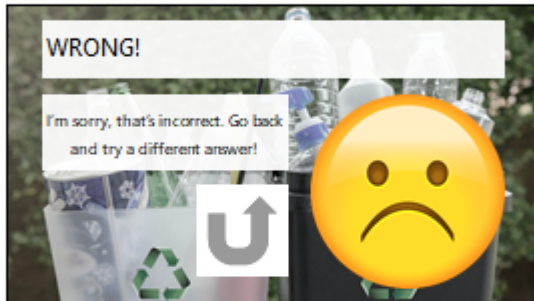 WRONG!
I'm sorry, that's incorrect. Go back
and try a different answer!